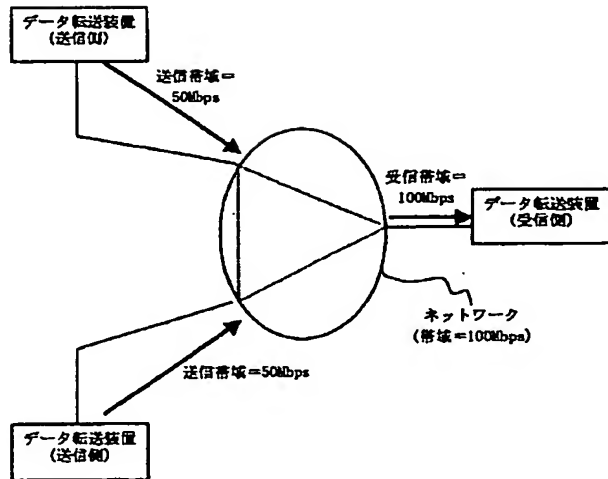 データ転送装置
(送信側)
送信帯域=
50Mbps
受信帯域=
100Mbps
データ転送装置
(受信側)
ネットワーク
(帯域=100Mbps)
送信帯域=50Mbps
データ転送装置
(送信側)